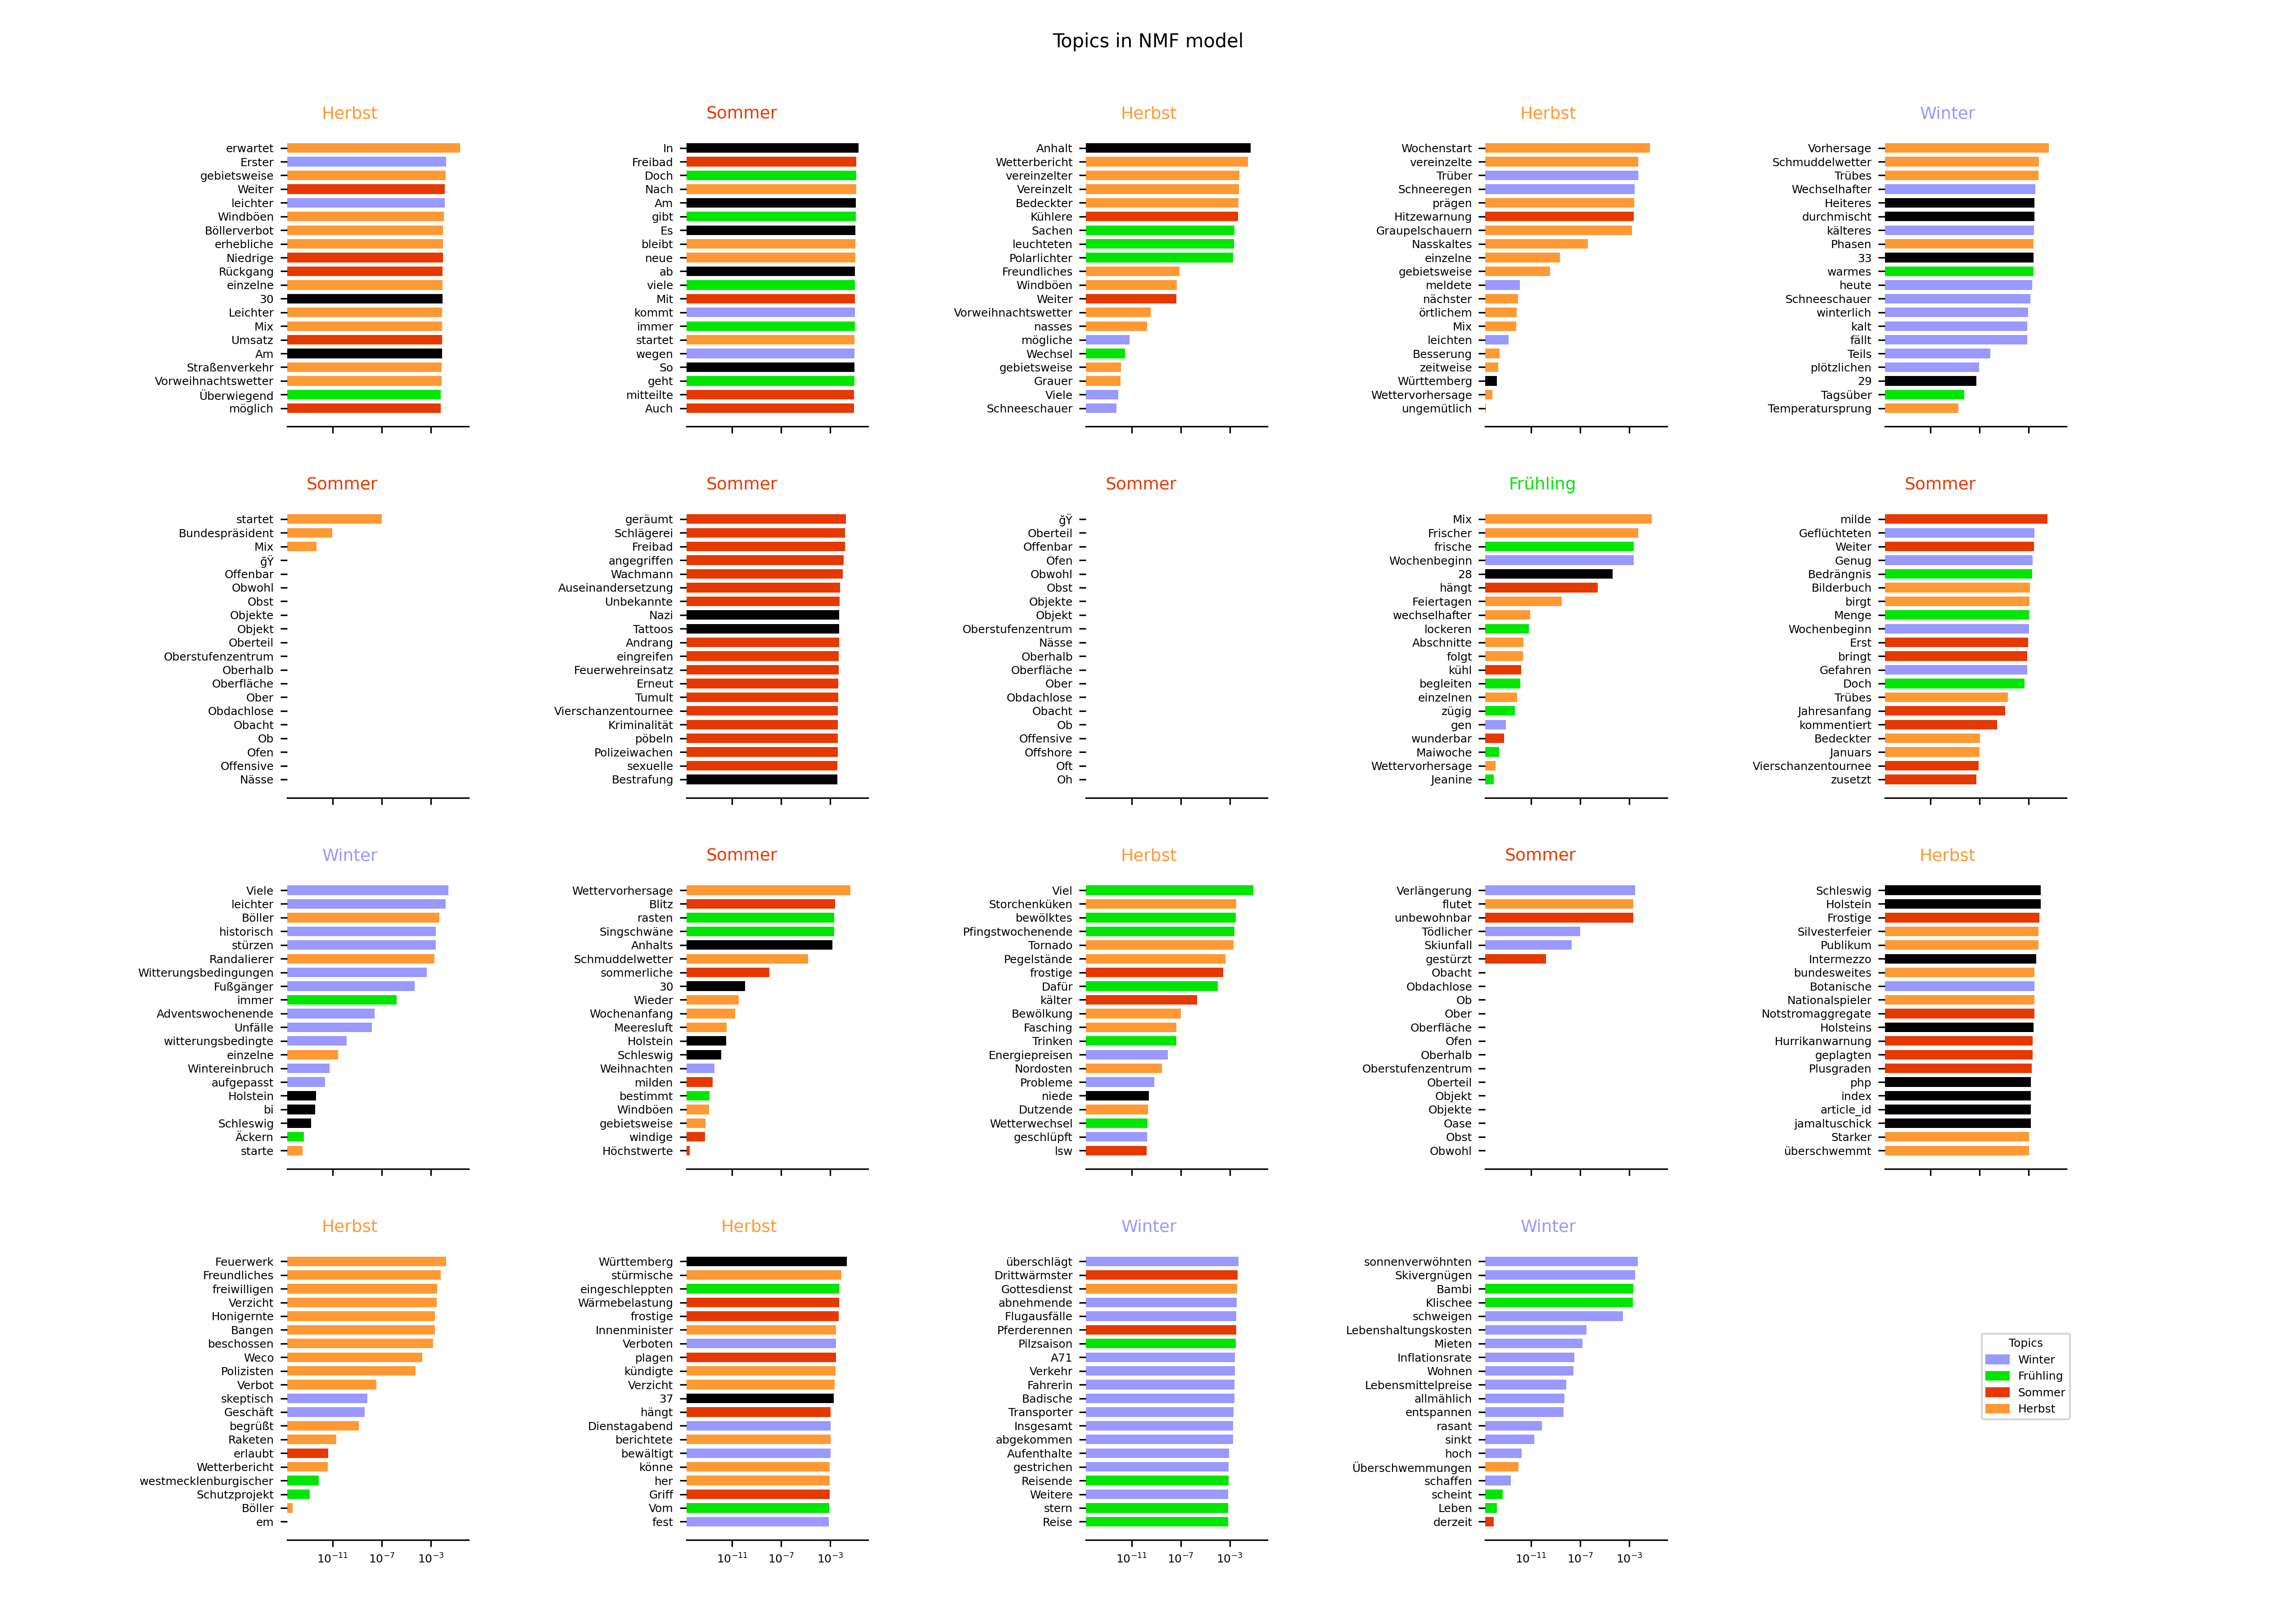 Topics in NMF model
Herbst
erwartet
Erster
gebietsweise
Weiter
leichter
Windböen
Böllerverbot
erhebliche
Niedrige
Rückgang
einzelne
30
Leichter
Mix
Umsatz
Am
Straßenverkehr
Vorweihnachtswetter
Überwiegend
möglich
Sommer
In
Freibad
Doch
Nach
Am
gibt
Es
bleibt
neue
ab
viele
Mit
kommt
immer
startet
wegen
So
geht
mitteilte
Auch
Herbst
Anhalt
Wetterbericht
vereinzelter
Vereinzelt
Bedeckter
Kühlere
Sachen
leuchteten
Polarlichter
Freundliches
Windböen
Weiter
Vorweihnachtswetter
nasses
mögliche
Wechsel
gebietsweise
Grauer
Viele
Schneeschauer
Herbst
Wochenstart
vereinzelte
Trüber
Schneeregen
prägen
Hitzewarnung
Graupelschauern
Nasskaltes
einzelne
gebietsweise
meldete
nächster
örtlichem
Mix
leichten
Besserung
zeitweise
Württemberg
Wettervorhersage
ungemütlich
Winter
Vorhersage
Schmuddelwetter
Trübes
Wechselhafter
Heiteres
durchmischt
kälteres
Phasen
33
warmes
heute
Schneeschauer
winterlich
kalt
fällt
Teils
plötzlichen
29
Tagsüber
Temperatursprung
Sommer
startet
Bundespräsident
Mix
ğŸ
Offenbar
Obwohl
Obst
Objekte
Objekt
Oberteil
Oberstufenzentrum
Oberhalb
Oberfläche
Ober
Obdachlose
Obacht
Ob
Ofen
Offensive
Nässe
Sommer
geräumt
Schlägerei
Freibad
angegriffen
Wachmann
Auseinandersetzung
Unbekannte
Nazi
Tattoos
Andrang
eingreifen
Feuerwehreinsatz
Erneut
Tumult
Vierschanzentournee
Kriminalität
pöbeln
Polizeiwachen
sexuelle
Bestrafung
Sommer
ğŸ
Oberteil
Offenbar
Ofen
Obwohl
Obst
Objekte
Objekt
Oberstufenzentrum
Nässe
Oberhalb
Oberfläche
Ober
Obdachlose
Obacht
Ob
Offensive
Offshore
Oft
Oh
Frühling
Mix
Frischer
frische
Wochenbeginn
28
hängt
Feiertagen
wechselhafter
lockeren
Abschnitte
folgt
kühl
begleiten
einzelnen
zügig
gen
wunderbar
Maiwoche
Wettervorhersage
Jeanine
Sommer
milde
Geflüchteten
Weiter
Genug
Bedrängnis
Bilderbuch
birgt
Menge
Wochenbeginn
Erst
bringt
Gefahren
Doch
Trübes
Jahresanfang
kommentiert
Bedeckter
Januars
Vierschanzentournee
zusetzt
Winter
Viele
leichter
Böller
historisch
stürzen
Randalierer
Witterungsbedingungen
Fußgänger
immer
Adventswochenende
Unfälle
witterungsbedingte
einzelne
Wintereinbruch
aufgepasst
Holstein
bi
Schleswig
Äckern
starte
Sommer
Wettervorhersage
Blitz
rasten
Singschwäne
Anhalts
Schmuddelwetter
sommerliche
30
Wieder
Wochenanfang
Meeresluft
Holstein
Schleswig
Weihnachten
milden
bestimmt
Windböen
gebietsweise
windige
Höchstwerte
Herbst
Viel
Storchenküken
bewölktes
Pfingstwochenende
Tornado
Pegelstände
frostige
Dafür
kälter
Bewölkung
Fasching
Trinken
Energiepreisen
Nordosten
Probleme
niede
Dutzende
Wetterwechsel
geschlüpft
lsw
Sommer
Verlängerung
flutet
unbewohnbar
Tödlicher
Skiunfall
gestürzt
Obacht
Obdachlose
Ob
Ober
Oberfläche
Ofen
Oberhalb
Oberstufenzentrum
Oberteil
Objekt
Objekte
Oase
Obst
Obwohl
Herbst
Schleswig
Holstein
Frostige
Silvesterfeier
Publikum
Intermezzo
bundesweites
Botanische
Nationalspieler
Notstromaggregate
Holsteins
Hurrikanwarnung
geplagten
Plusgraden
php
index
article_id
jamaltuschick
Starker
überschwemmt
Herbst
Feuerwerk
Freundliches
freiwilligen
Verzicht
Honigernte
Bangen
beschossen
Weco
Polizisten
Verbot
skeptisch
Geschäft
begrüßt
Raketen
erlaubt
Wetterbericht
westmecklenburgischer
Schutzprojekt
Böller
em
10⁻¹¹ 10⁻⁷ 10⁻³
Herbst
Württemberg
stürmische
eingeschleppten
Wärmebelastung
frostige
Innenminister
Verboten
plagen
kündigte
Verzicht
37
hängt
Dienstagabend
berichtete
bewältigt
könne
her
Griff
Vom
fest
10⁻¹¹ 10⁻⁷ 10⁻³
Winter
überschlägt
Drittwärmster
Gottesdienst
abnehmende
Flugausfälle
Pferderennen
Pilzsaison
A71
Verkehr
Fahrerin
Badische
Transporter
Insgesamt
abgekommen
Aufenthalte
gestrichen
Reisende
Weitere
stern
Reise
10⁻¹¹ 10⁻⁷ 10⁻³
Winter
sonnenverwöhnten
Skivergnügen
Bambi
Klischee
schweigen
Lebenshaltungskosten
Mieten
Inflationsrate
Wohnen
Lebensmittelpreise
allmählich
entspannen
rasant
sinkt
hoch
Überschwemmungen
schaffen
scheint
Leben
derzeit
10⁻¹¹ 10⁻⁷ 10⁻³
Topics
Winter
Frühling
Sommer
Herbst